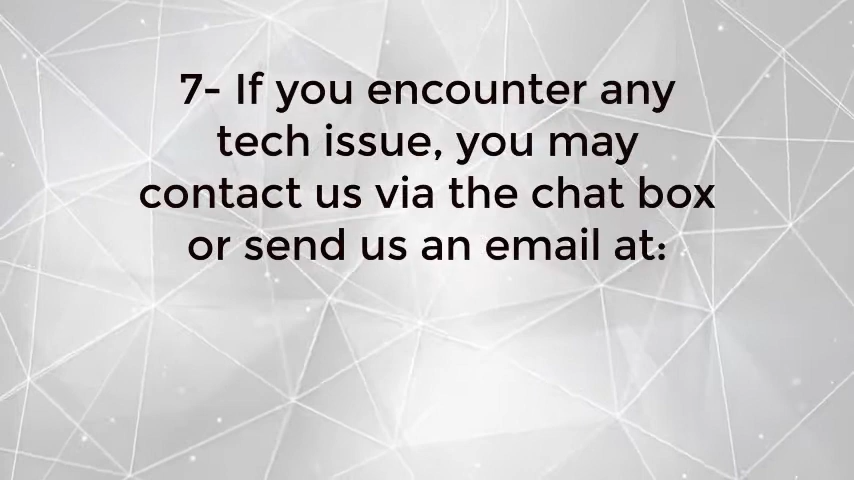 7- If you encounter any
tech issue, you may
contact us via the chat box
or send us an email at: